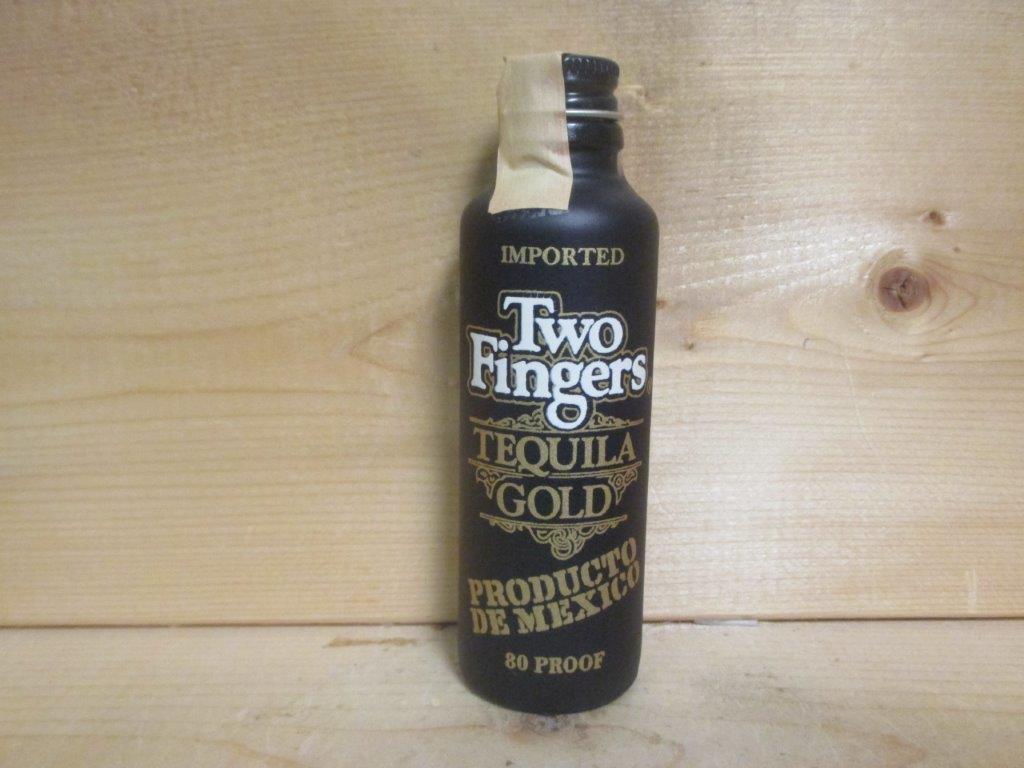 IMPORTED
Two
Fingers
TEQUILA
GOLD
PRODUCTO
DE MEXICO
80 PROOF